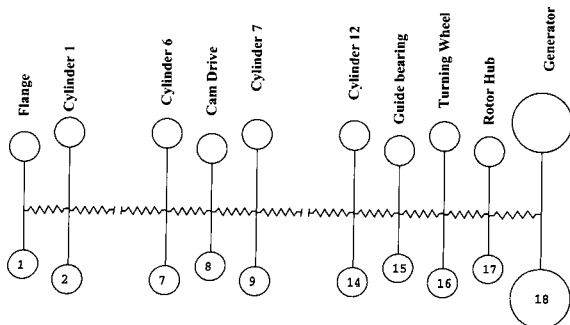 Flange
Cylinder 1
Cylinder 6
Cam Drive
Cylinder 7
Cylinder 12
Guide bearing
Turning Wheel
Rotor Hub
Generator
1
2
7
8
9
14
15
16
17
18